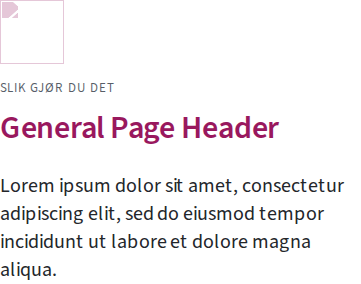 SLIK GJØR DU DET
General Page Header
Lorem ipsum dolor sit amet, consectetur
adipiscing elit, sed do eiusmod tempor
incididunt ut labore et dolore magna
aliqua.